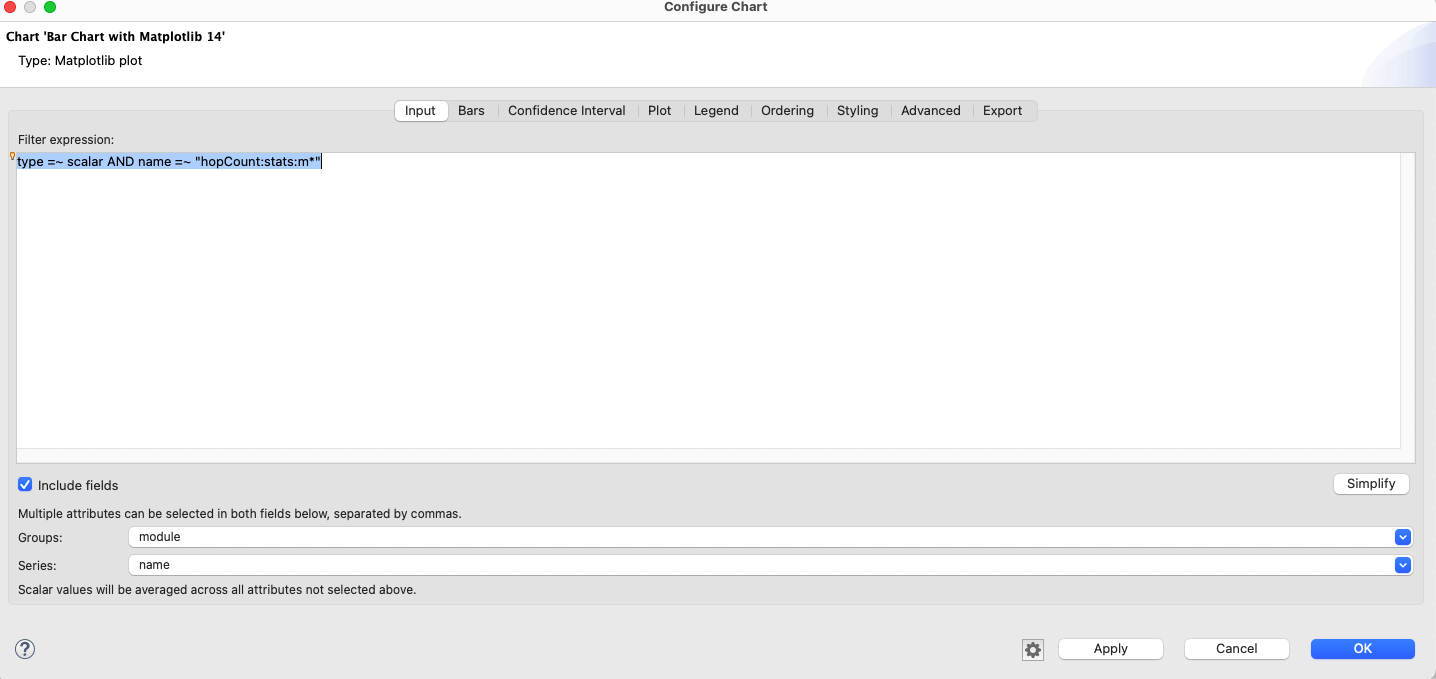 Configure Chart
Chart 'Bar Chart with Matplotlib 14'
Type: Matplotlib plot
Input Bars Confidence Interval Plot Legend Ordering Styling Advanced Export
Filter expression:
type =~ scalar AND name =~ "hopCount:stats:m*"
Include fields
Simplify
Multiple attributes can be selected in both fields below, separated by commas.
Groups: module
Series: name
Scalar values will be averaged across all attributes not selected above.
? Apply Cancel OK